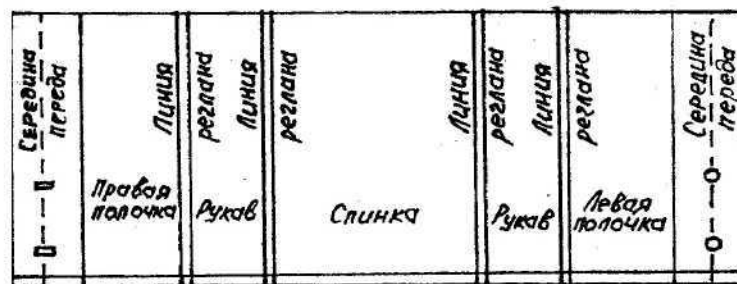 Середина
переда
Линия
реглана
Линия
реглана
Линия
реглана
Линия
реглана
Середина
переда
Правая
полочка
Рукав
Спинка
Рукав
Левая
полочка